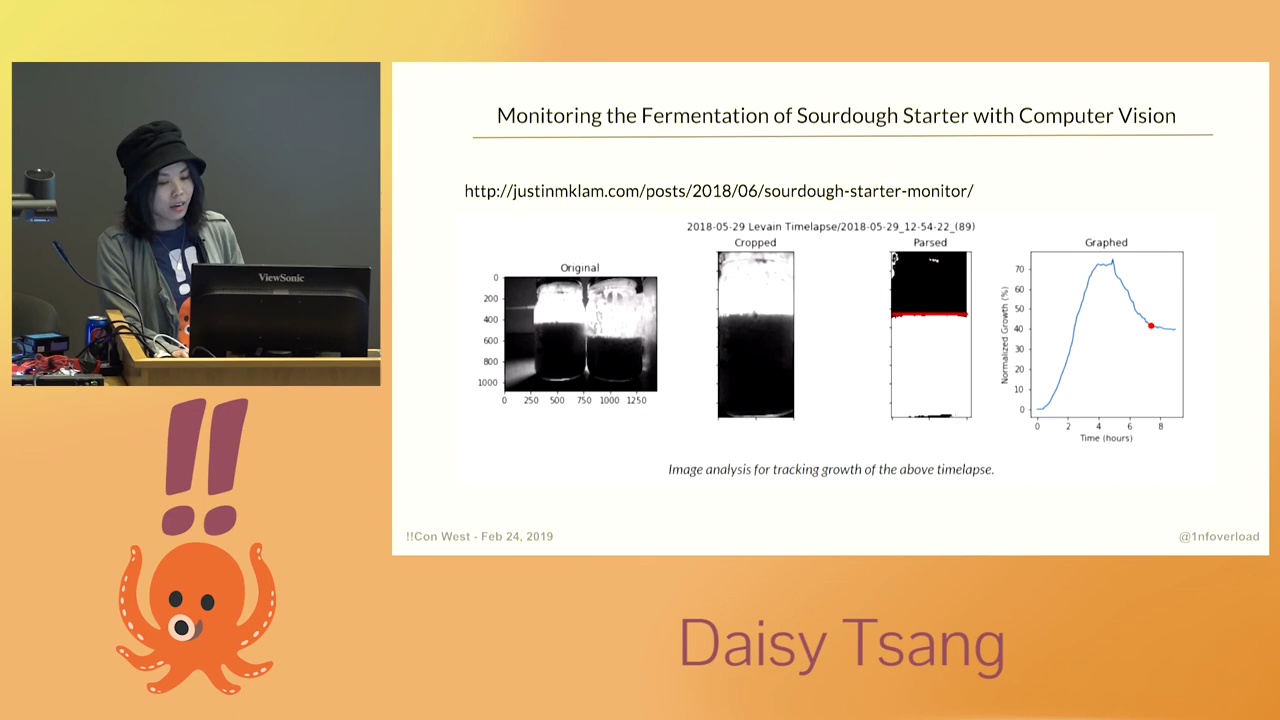 Monitoring the Fermentation of Sourdough Starter with Computer Vision
http://justinmklam.com/posts/2018/06/sourdough-starter-monitor/
2018-05-29 Levain Timelapse/2018-05-29_12-54-22_(89)
Original
Cropped
Parsed
Graphed
0
200
400
600
800
1000
0 250 500 750 1000 1250
Normalized Growth (%)
70
60
50
40
30
20
10
0
0 2 4 6 8
Time (hours)
Image analysis for tracking growth of the above timelapse.
!!Con West - Feb 24, 2019
@1nfoverload
ViewSonic
!!
!!
Daisy Tsang